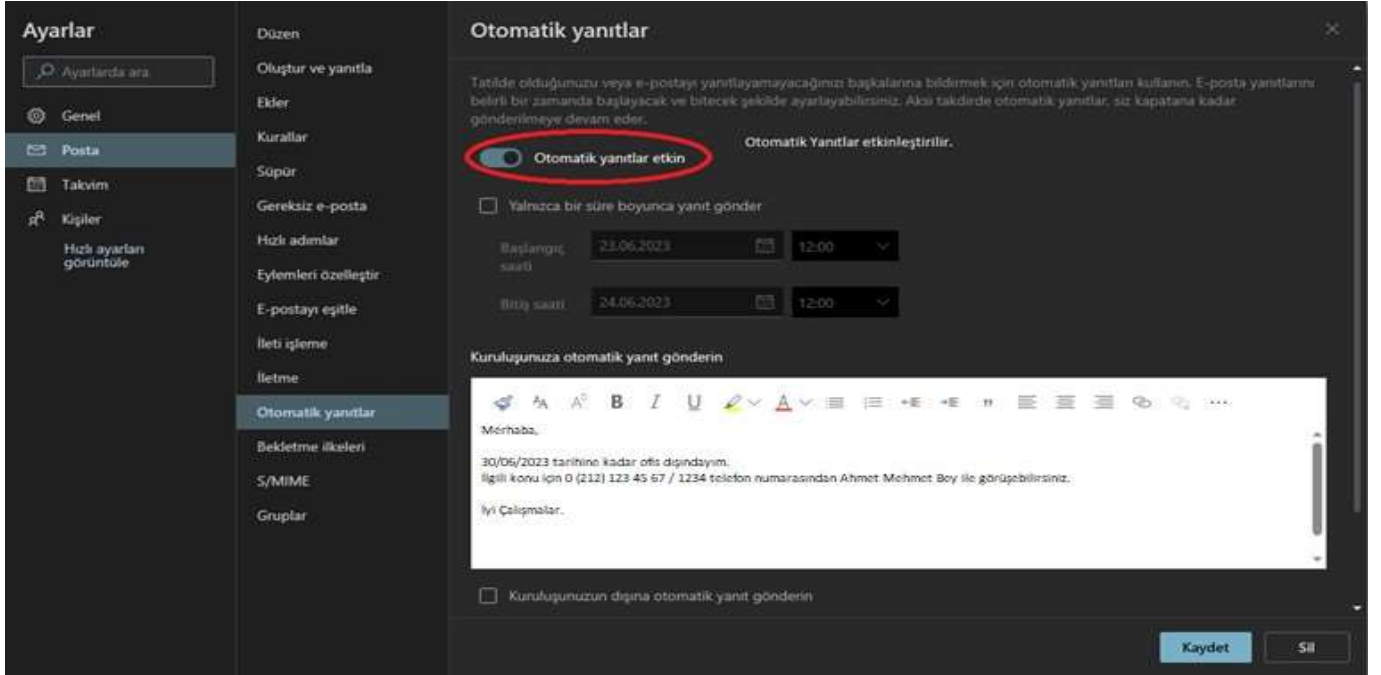 Ayarlar
Ayarlarda ara
Genel
Posta
Takvim
Kişiler
Hızlı ayarları
görüntüle
Düzen
Oluştur ve yanıtla
Ekler
Kurallar
Süpür
Gereksiz e-posta
Hızlı adımlar
Eylemleri özelleştir
E-postayı eşitle
İleti işleme
İletme
Otomatik yanıtlar
Bekletme ilkeleri
S/MIME
Gruplar
Otomatik yanıtlar
Tatilde olduğunuzu veya e-postayı yanıtlayamayacağınızı başkalarına bildirmek için otomatik yanıtları kullanın. E-posta yanıtlarını
belirli bir zamanda başlayacak ve bitecek şekilde ayarlayabilirsiniz. Aksi takdirde otomatik yanıtlar, siz kapatana kadar
gönderilmeye devam eder.
Otomatik yanıtlar etkin
Otomatik Yanıtlar etkinleştirilir.
Yalnızca bir süre boyunca yanıt gönder
Başlangıç
saati
23.06.2023
12:00
Bitiş saati
24.06.2023
12:00
Kuruluşunuza otomatik yanıt gönderin
Merhaba,
30/06/2023 tarihine kadar ofis dışındayım.
İlgili konu için 0 (212) 123 45 67 / 1234 telefon numarasından Ahmet Mehmet Bey ile görüşebilirsiniz.
İyi Çalışmalar.
Kuruluşunuzun dışına otomatik yanıt gönderin
Kaydet
Sil